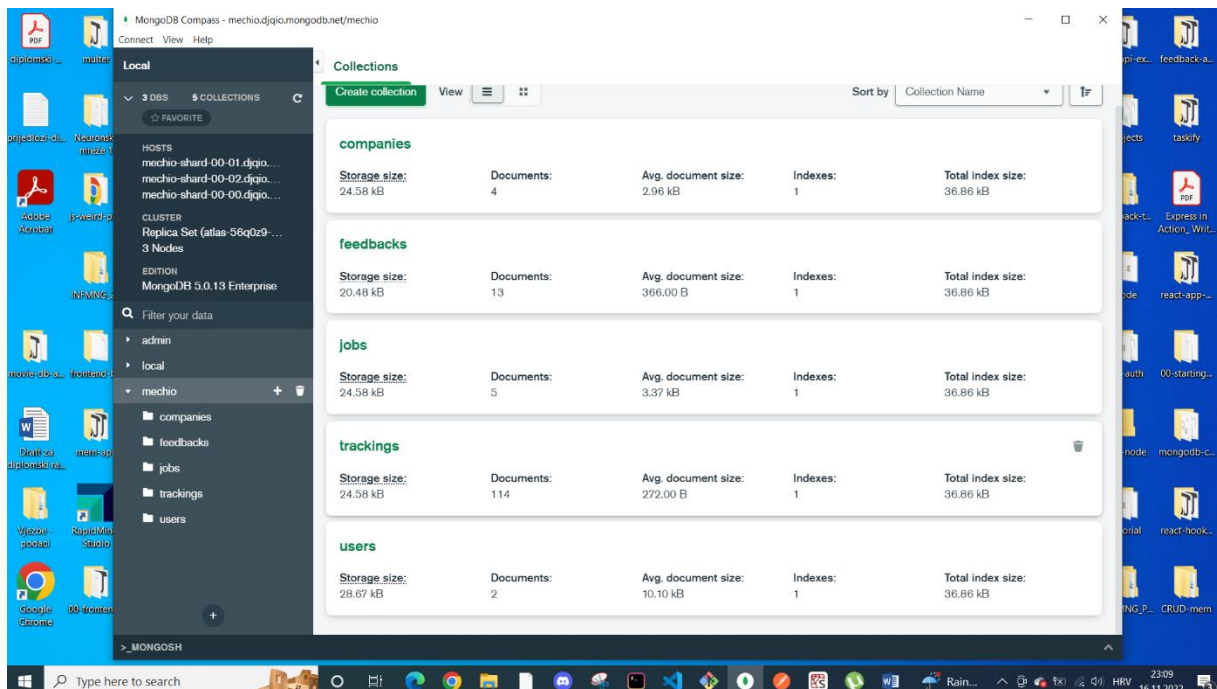 MongoDB Compass - mechio.djqio.mongodb.net/mechio
Connect View Help
Local
3 DBS 5 COLLECTIONS
FAVORITE
HOSTS
mechio-shard-00-01.djqio....
mechio-shard-00-02.djqio....
mechio-shard-00-00.djqio....
CLUSTER
Replica Set (atlas-56q0z9-...
3 Nodes
EDITION
MongoDB 5.0.13 Enterprise
Filter your data
admin
local
mechio
companies
feedbacks
jobs
trackings
users
>_MONGOSH
Collections
Create collection View Sort by Collection Name
companies
Storage size: Documents: Avg. document size: Indexes: Total index size:
24.58 kB 4 2.96 kB 1 36.86 kB
feedbacks
Storage size: Documents: Avg. document size: Indexes: Total index size:
20.48 kB 13 366.00 B 1 36.86 kB
jobs
Storage size: Documents: Avg. document size: Indexes: Total index size:
24.58 kB 5 3.37 kB 1 36.86 kB
trackings
Storage size: Documents: Avg. document size: Indexes: Total index size:
24.58 kB 114 272.00 B 1 36.86 kB
users
Storage size: Documents: Avg. document size: Indexes: Total index size:
28.67 kB 2 10.10 kB 1 36.86 kB
diplomski-...
multer
Neuronsk
mreže
Adobe
Acrobat
js-weird-p
movie-db-a...
frontend-
Draft za
diplomski ra...
Vjezbe -
podaci
RapidMin
Studio
Google
Chrome
00-fronten
feedback-a...
taskify
PDF
Express in
Action_ Writ...
react-app-...
-auth
00-starting...
-node
mongodb-c...
react-hook...
CRUD-mern
Type here to search
Rain...
HRV
23:09
16.11.2022.